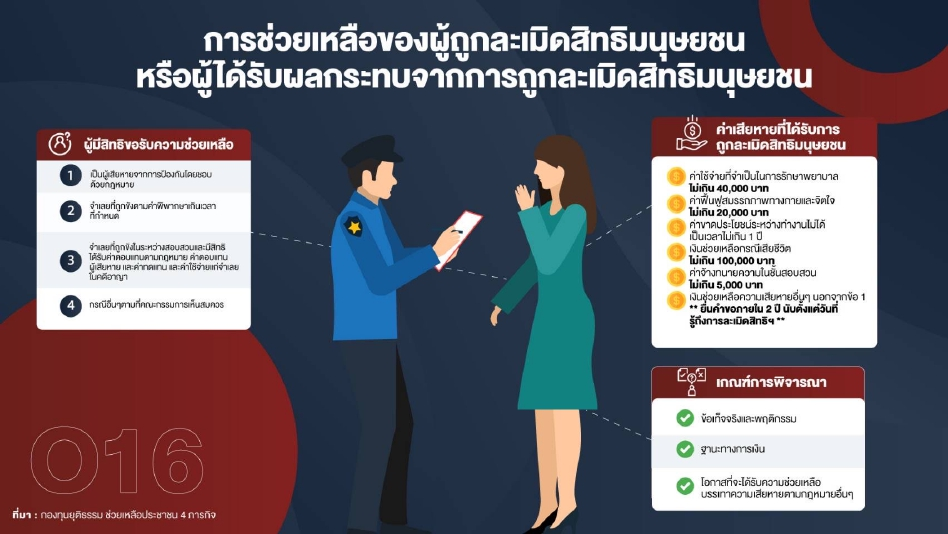 การช่วยเหลือของผู้ถูกละเมิดสิทธิมนุษยชน
หรือผู้ได้รับผลกระทบจากการถูกละเมิดสิทธิมนุษยชน
ผู้มีสิทธิขอรับความช่วยเหลือ
1 เป็นผู้เสียหายจากการป้องกันโดยชอบ
ด้วยกฎหมาย
2 จำเลยที่ถูกขังตามคำพิพากษาเกินเวลา
ที่กำหนด
3 จำเลยที่ถูกขังในระหว่างสอบสวนและมีสิทธิ
ได้รับค่าตอบแทนตามกฎหมาย ค่าตอบแทน
ผู้เสียหาย และค่าทดแทน และค่าใช้จ่ายแก่จำเลย
ในคดีอาญา
4 กรณีอื่นๆตามที่คณะกรรมการเห็นสมควร
ค่าเสียหายที่ได้รับการ
ถูกละเมิดสิทธิมนุษยชน
ค่าใช้จ่ายที่จำเป็นในการรักษาพยาบาล
ไม่เกิน 40,000 บาท
ค่าฟื้นฟูสมรรถภาพทางกายและจิตใจ
ไม่เกิน 20,000 บาท
ค่าขาดประโยชน์ระหว่างทำงานไม่ได้
เป็นเวลาไม่เกิน 1 ปี
เงินช่วยเหลือกรณีเสียชีวิต
ไม่เกิน 100,000 บาท
ค่าจ้างทนายความในชั้นสอบสวน
ไม่เกิน 5,000 บาท
เงินช่วยเหลือความเสียหายอื่นๆ นอกจากข้อ 1
** ยื่นคำขอภายใน 2 ปี นับตั้งแต่วันที่
รู้ถึงการละเมิดสิทธิฯ **
เกณฑ์การพิจารณา
ข้อเท็จจริงและพฤติกรรม
ฐานะทางการเงิน
โอกาสที่จะได้รับความช่วยเหลือ
บรรเทาความเสียหายตามกฎหมายอื่นๆ
O16
ที่มา : กองทุนยุติธรรม ช่วยเหลือประชาชน 4 ภารกิจ